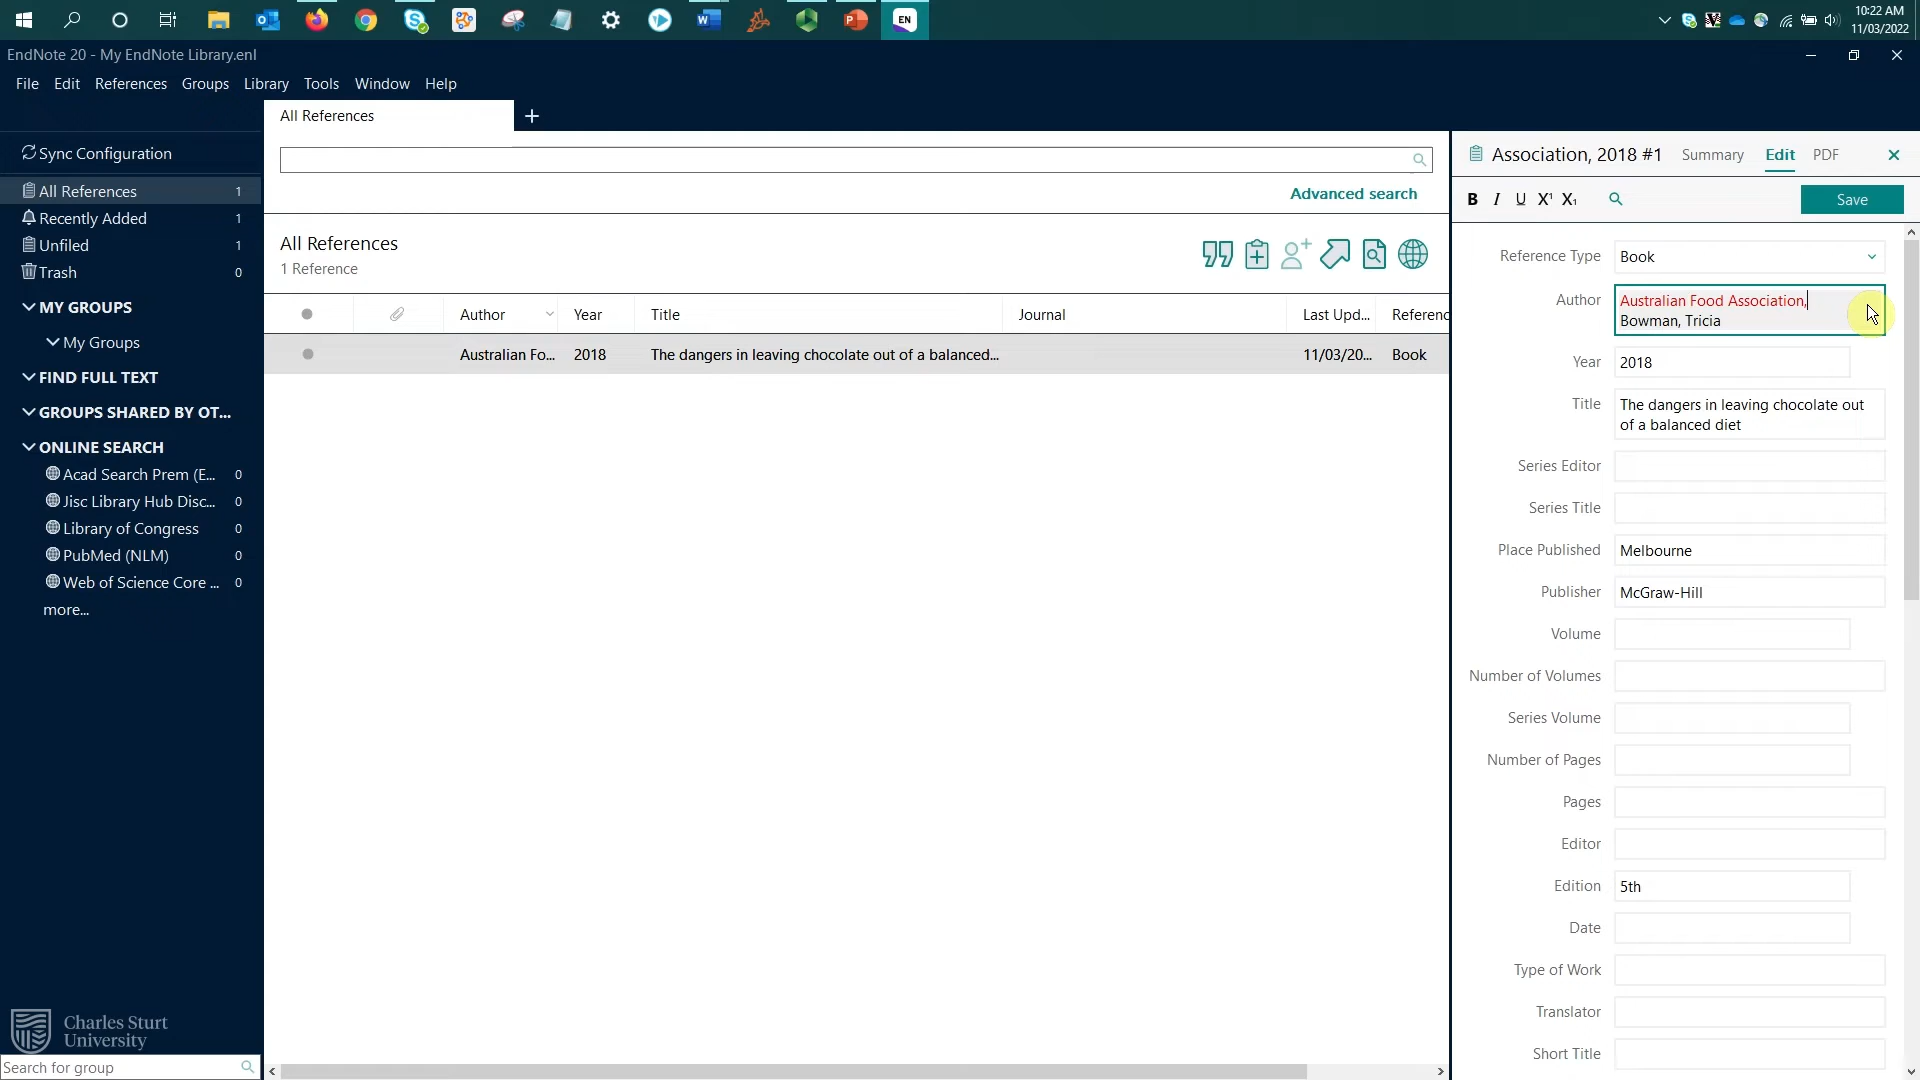 10:22 AM
11/03/2022
EndNote 20 - My EndNote Library.enl
File Edit References Groups Library Tools Window Help
All References
Sync Configuration
All References 1
Recently Added 1
Unfiled 1
Trash 0
MY GROUPS
My Groups
FIND FULL TEXT
GROUPS SHARED BY OT...
ONLINE SEARCH
Acad Search Prem (E... 0
Jisc Library Hub Disc... 0
Library of Congress 0
PubMed (NLM) 0
Web of Science Core ... 0
more...
Charles Sturt
University
Search for group
Advanced search
All References
1 Reference
Author Year Title Journal Last Upd... Referenc
Australian Fo... 2018 The dangers in leaving chocolate out of a balanced... 11/03/20... Book
Association, 2018 #1 Summary Edit PDF
B I U X¹ X₁ Save
Reference Type Book
Author Australian Food Association,
Bowman, Tricia
Year 2018
Title The dangers in leaving chocolate out
of a balanced diet
Series Editor
Series Title
Place Published Melbourne
Publisher McGraw-Hill
Volume
Number of Volumes
Series Volume
Number of Pages
Pages
Editor
Edition 5th
Date
Type of Work
Translator
Short Title